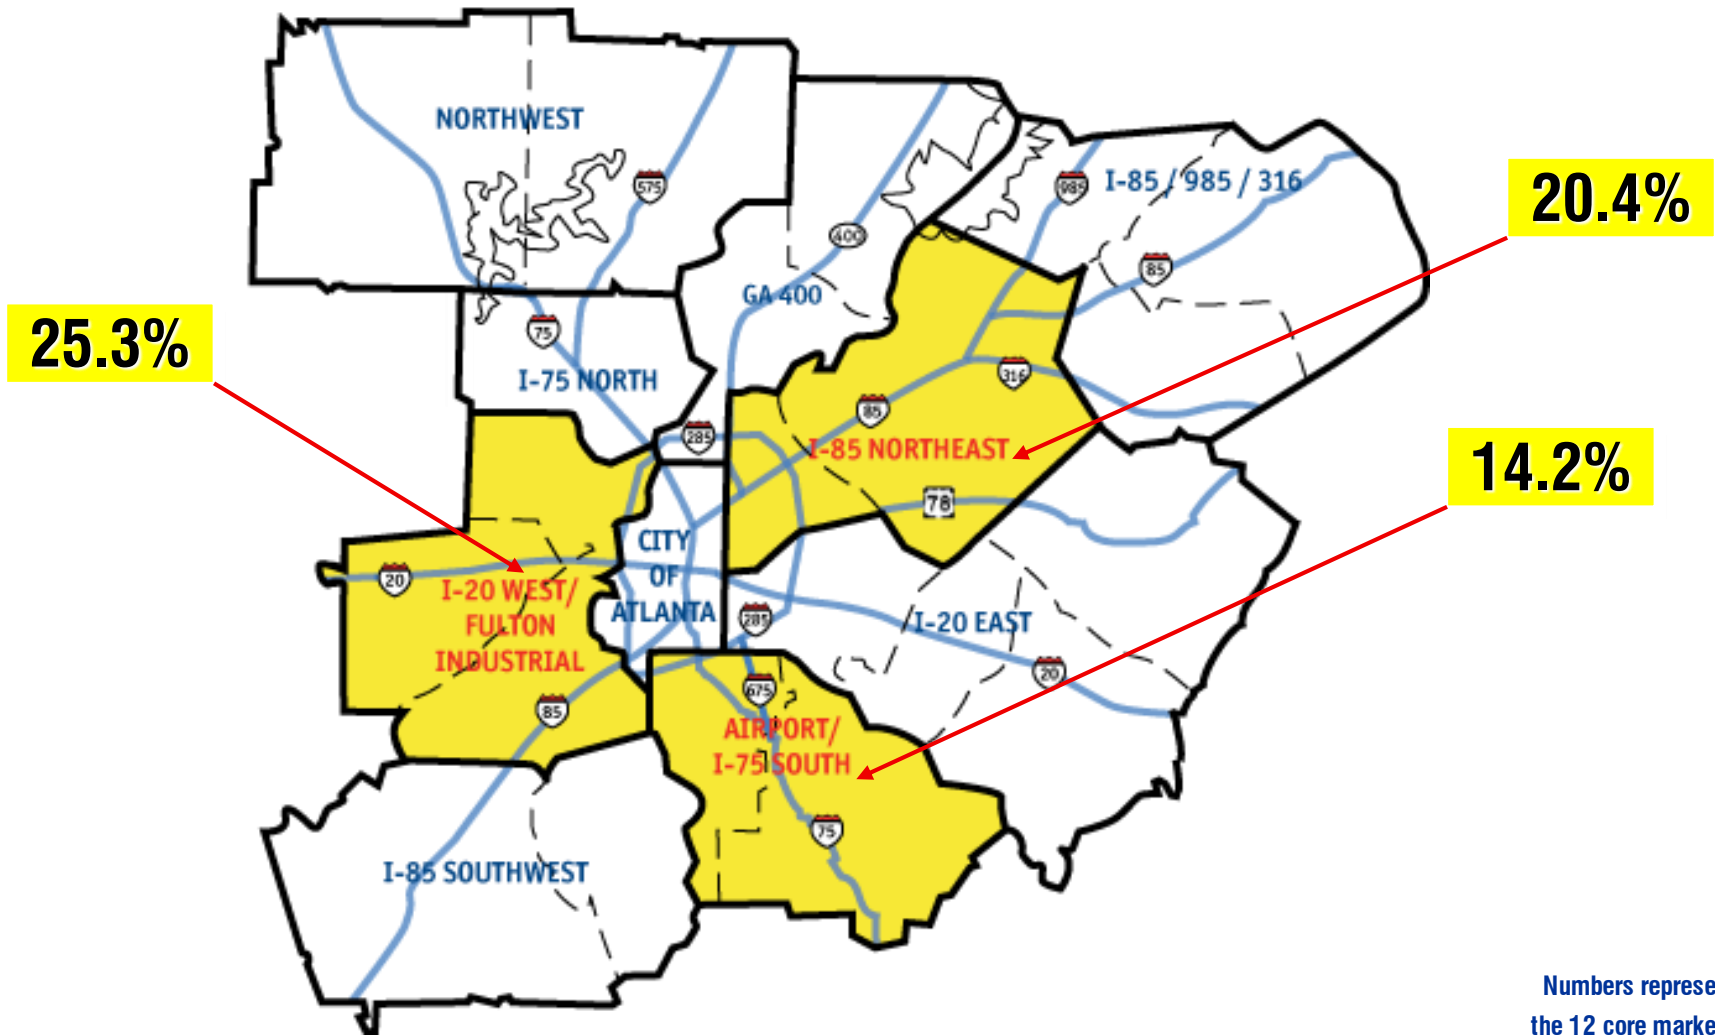 NORTHWEST
575
985
I-85 / 985 / 316
20.4%
400
85
GA 400
25.3%
75
I-75 NORTH
316
85
285
I-85 NORTHEAST
14.2%
78
CITY
OF
ATLANTA
20
I-20 WEST/
FULTON
INDUSTRIAL
285
I-20 EAST
20
675
85
AIRPORT/
I-75 SOUTH
75
I-85 SOUTHWEST
Numbers represe
the 12 core marke